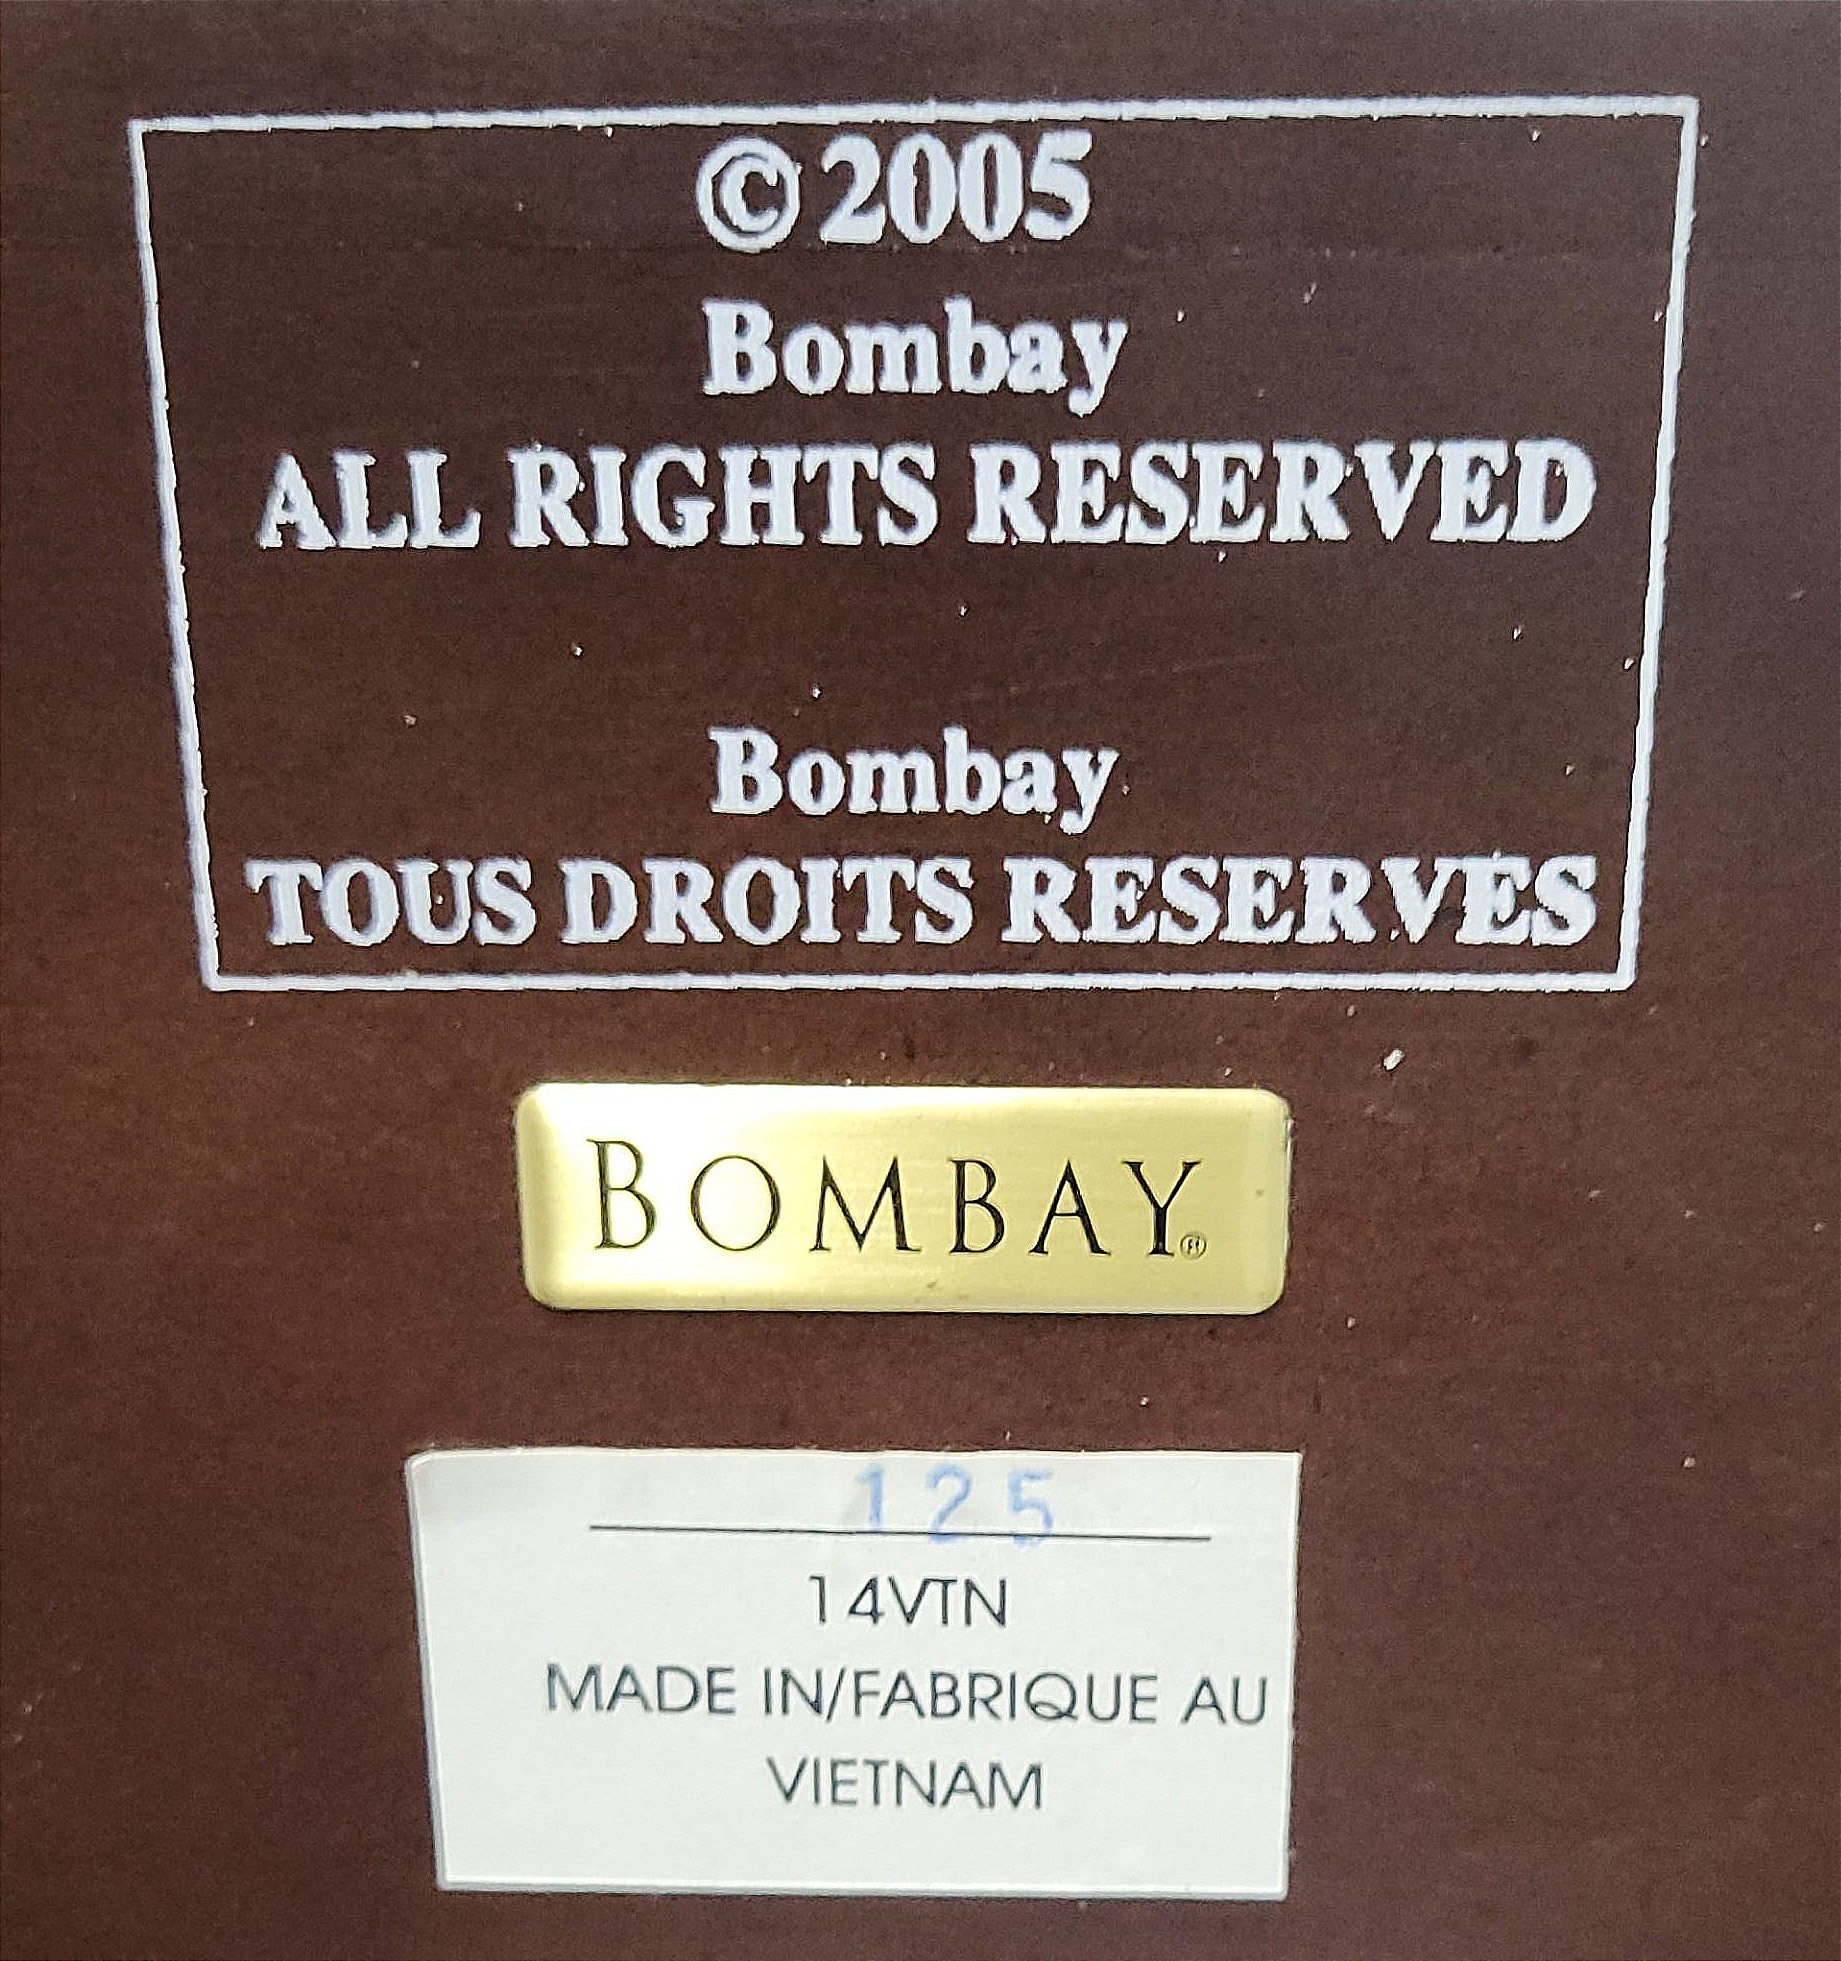 © 2005
Bombay
ALL RIGHTS RESERVED
Bombay
TOUS DROITS RESERVES
BOMBAY®
125
14VTN
MADE IN/FABRIQUE AU
VIETNAM